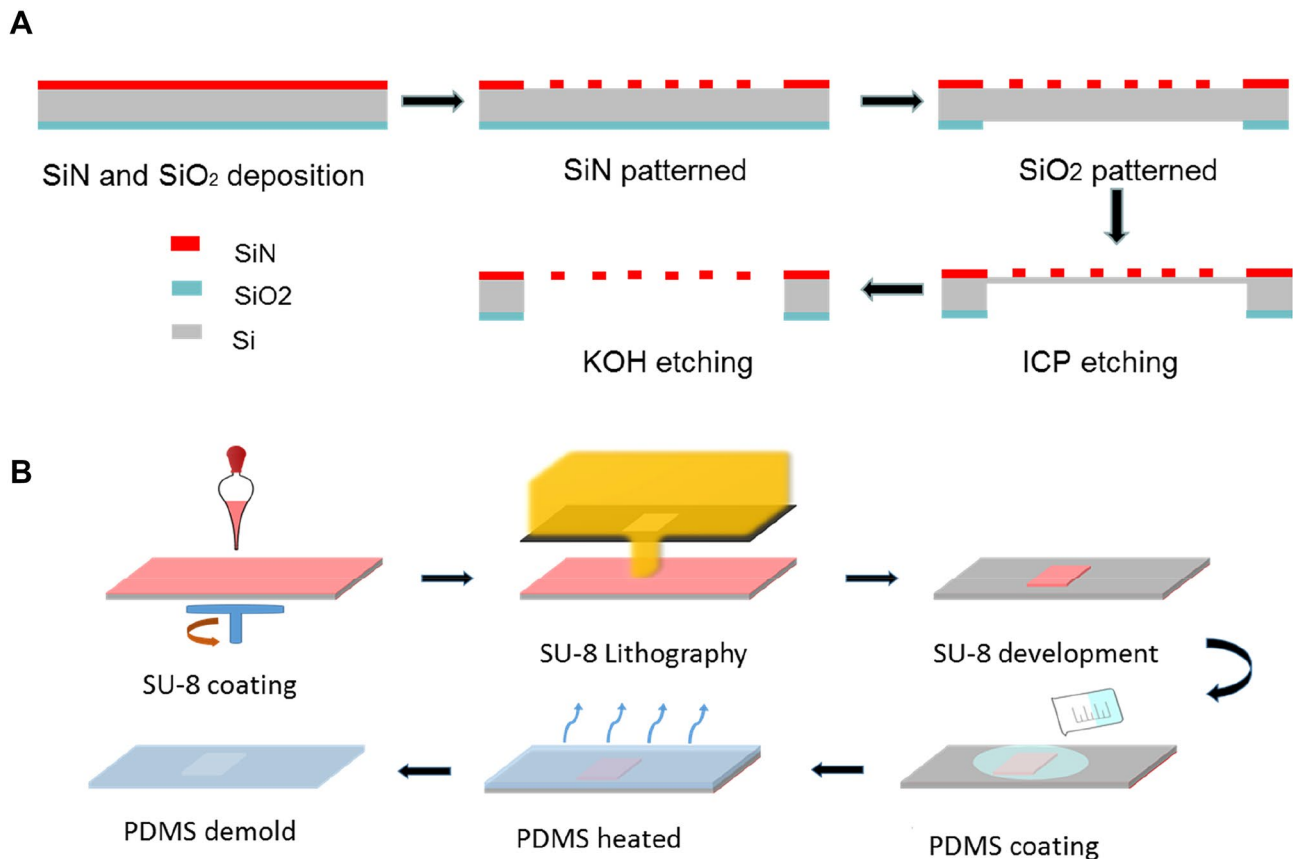 A
SiN and SiO₂ deposition
SiN patterned
SiO2 patterned
SiN
SiO2
Si
KOH etching
ICP etching
B
SU-8 coating
SU-8 Lithography
SU-8 development
PDMS demold
PDMS heated
PDMS coating